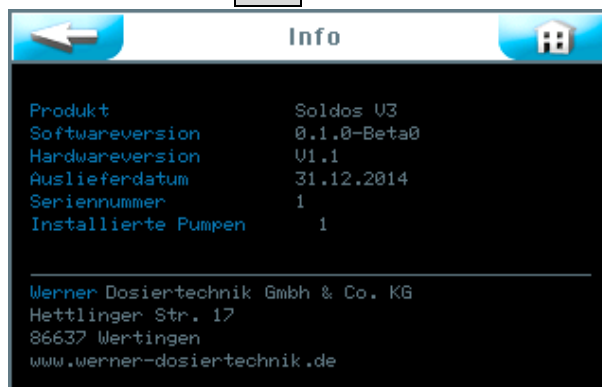 Info
Produkt Soldos V3
Softwareversion 0.1.0-Beta0
Hardwareversion V1.1
Auslieferdatum 31.12.2014
Seriennummer 1
Installierte Pumpen 1
Werner Dosiertechnik Gmbh & Co. KG
Hettlinger Str. 17
86637 Wertingen
www.werner-dosiertechnik.de